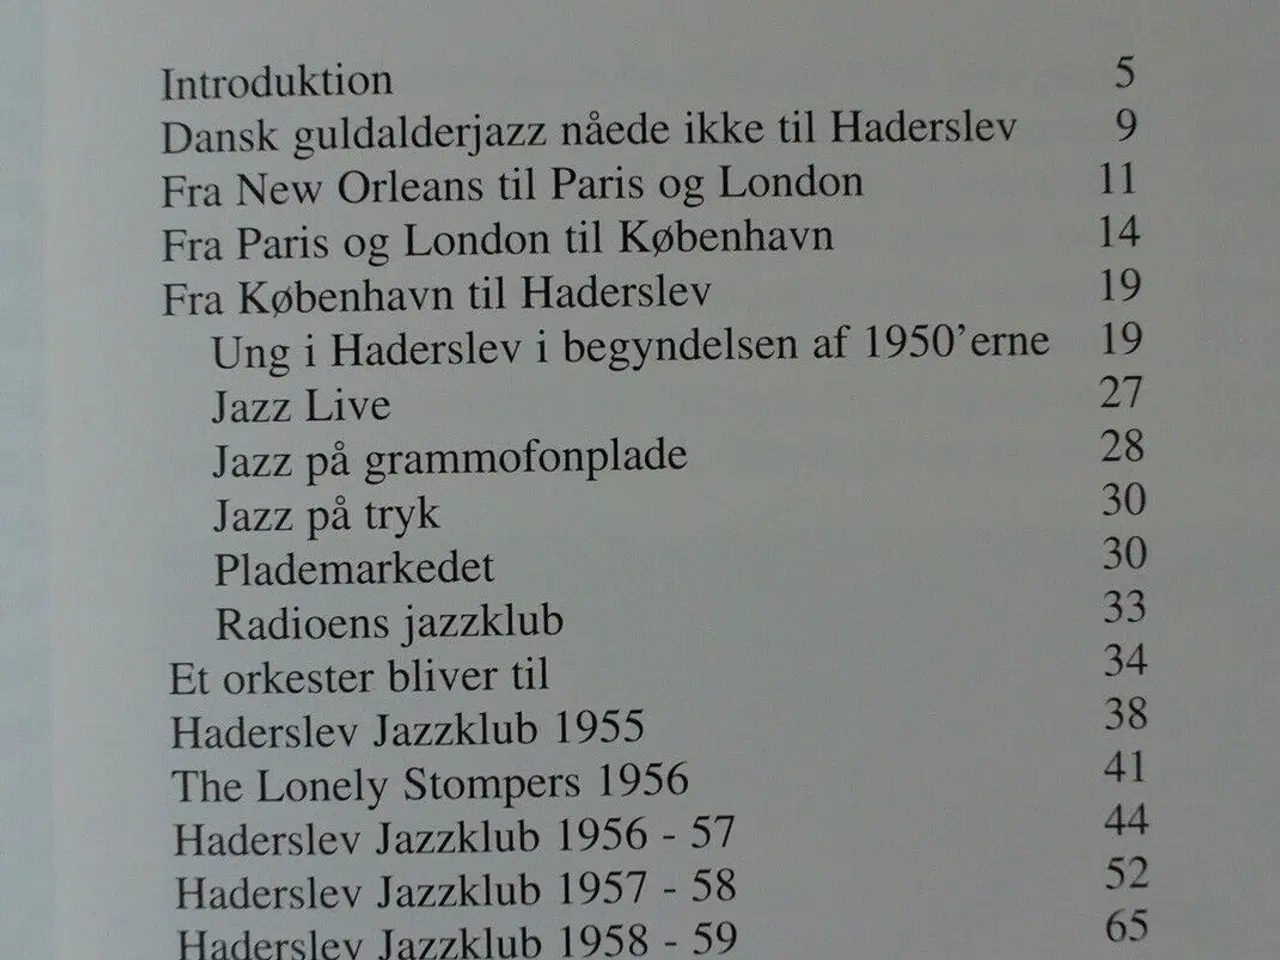 Introduktion 5
Dansk guldalderjazz nåede ikke til Haderslev 9
Fra New Orleans til Paris og London 11
Fra Paris og London til København 14
Fra København til Haderslev 19
Ung i Haderslev i begyndelsen af 1950’erne 19
Jazz Live 27
Jazz på grammofonplade 28
Jazz på tryk 30
Plademarkedet 30
Radioens jazzklub 33
Et orkester bliver til 34
Haderslev Jazzklub 1955 38
The Lonely Stompers 1956 41
Haderslev Jazzklub 1956 - 57 44
Haderslev Jazzklub 1957 - 58 52
Haderslev Jazzklub 1958 - 59 65